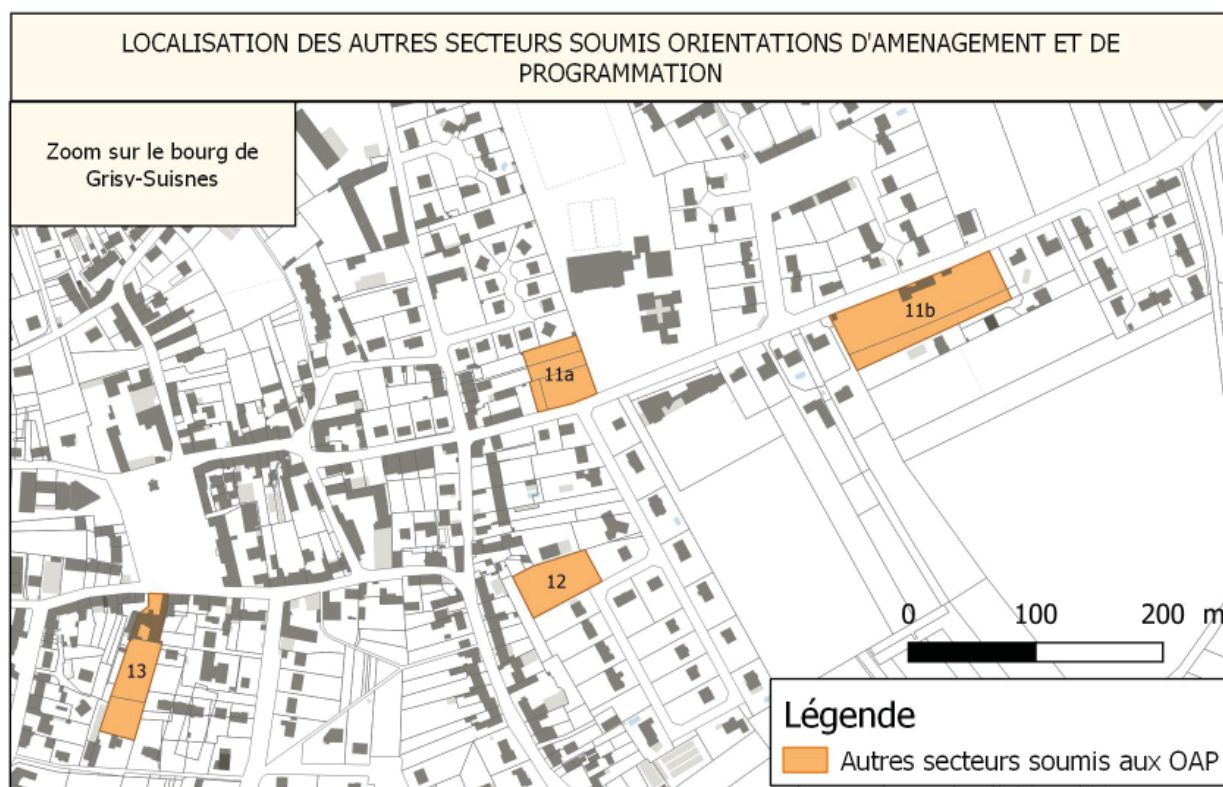 LOCALISATION DES AUTRES SECTEURS SOUMIS ORIENTATIONS D'AMENAGEMENT ET DE
PROGRAMMATION
Zoom sur le bourg de
Grisy-Suisnes
11b
11a
12
13
0 100 200 m
Légende
Autres secteurs soumis aux OAP